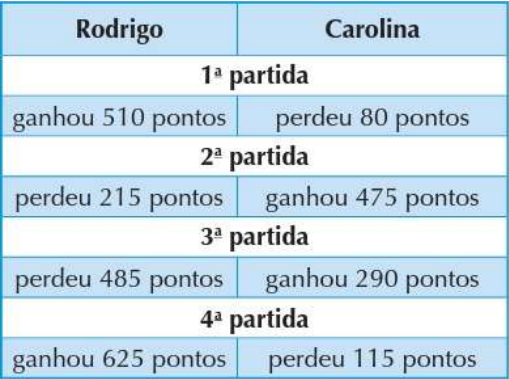 Rodrigo Carolina
1ª partida
ganhou 510 pontos perdeu 80 pontos
2ª partida
perdeu 215 pontos ganhou 475 pontos
3ª partida
perdeu 485 pontos ganhou 290 pontos
4ª partida
ganhou 625 pontos perdeu 115 pontos